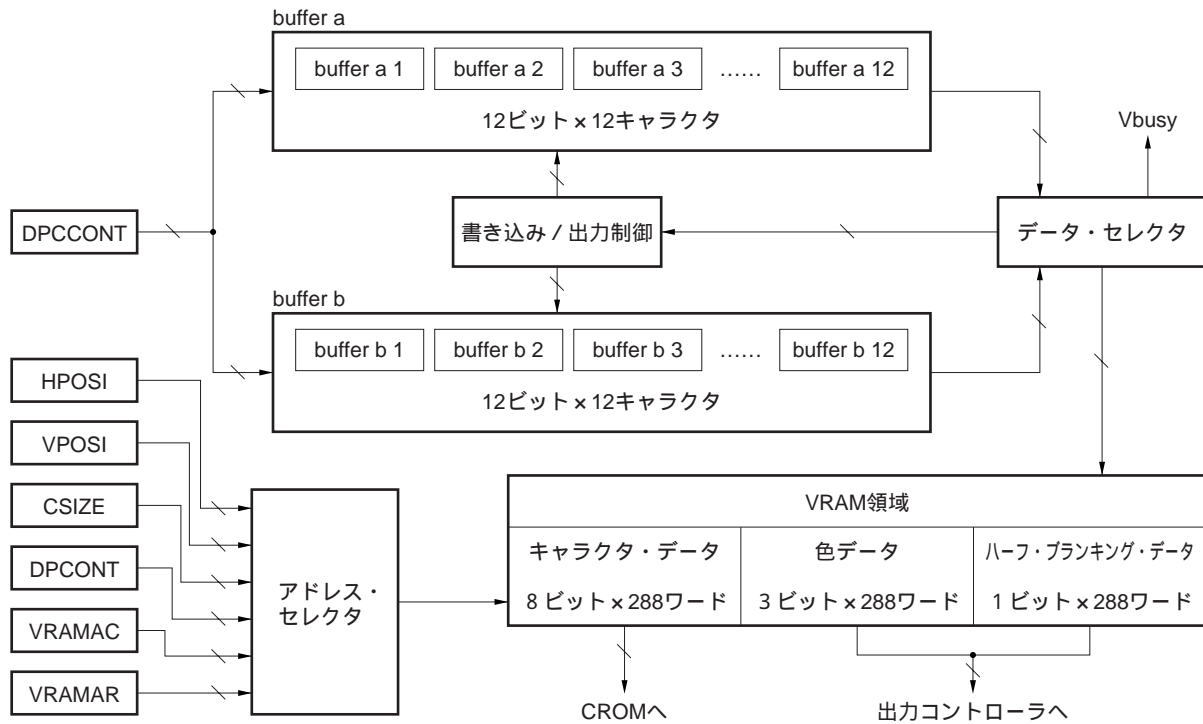 buffer a
buffer a 1 buffer a 2 buffer a 3 …… buffer a 12
12ビット×12キャラクタ
Vbusy
DPCCONT
書き込み / 出力制御
データ・セレクタ
buffer b
buffer b 1 buffer b 2 buffer b 3 …… buffer b 12
12ビット×12キャラクタ
HPOSI
VPOSI
CSIZE
DPCONT
VRAMAC
VRAMAR
アドレス・
セレクタ
VRAM領域
キャラクタ・データ
8 ビット×288ワード
色データ
3 ビット×288ワード
ハーフ・ブランキング・データ
1 ビット×288ワード
CROMへ
出力コントローラへ